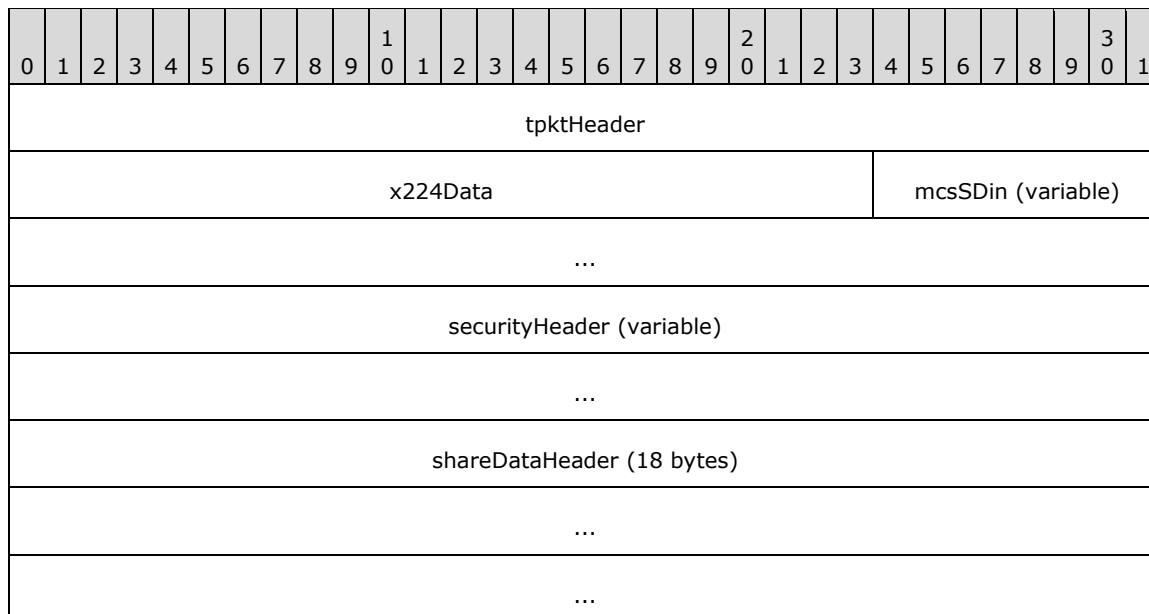 1 2 3
0 1 2 3 4 5 6 7 8 9 0 1 2 3 4 5 6 7 8 9 0 1 2 3 4 5 6 7 8 9 0 1
tpktHeader
x224Data mcsSDin (variable)
...
securityHeader (variable)
...
shareDataHeader (18 bytes)
...
...